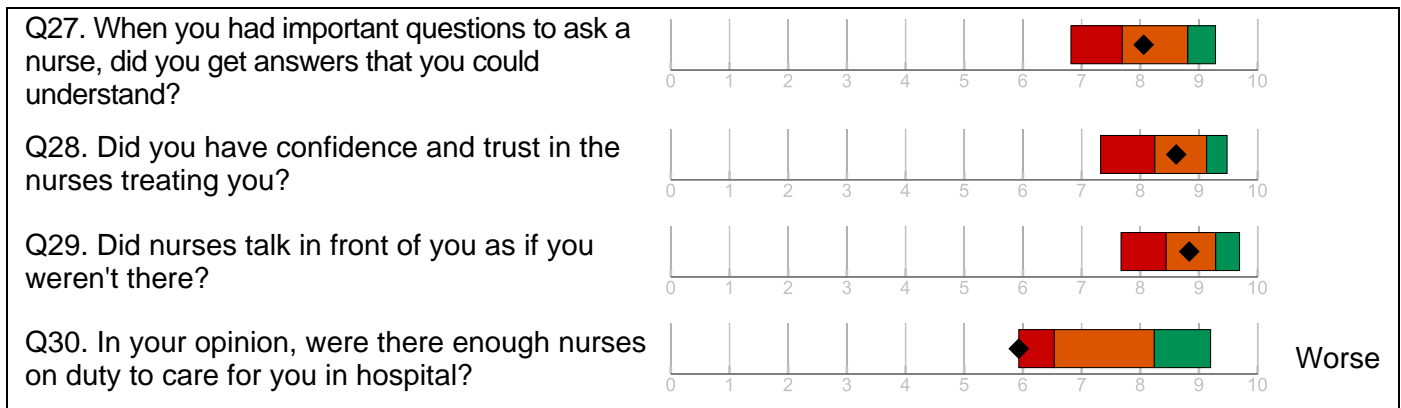 Q27. When you had important questions to ask a
nurse, did you get answers that you could
understand?
0 1 2 3 4 5 6 7 8 9 10
Q28. Did you have confidence and trust in the
nurses treating you?
0 1 2 3 4 5 6 7 8 9 10
Q29. Did nurses talk in front of you as if you
weren't there?
0 1 2 3 4 5 6 7 8 9 10
Q30. In your opinion, were there enough nurses
on duty to care for you in hospital?
Worse
0 1 2 3 4 5 6 7 8 9 10